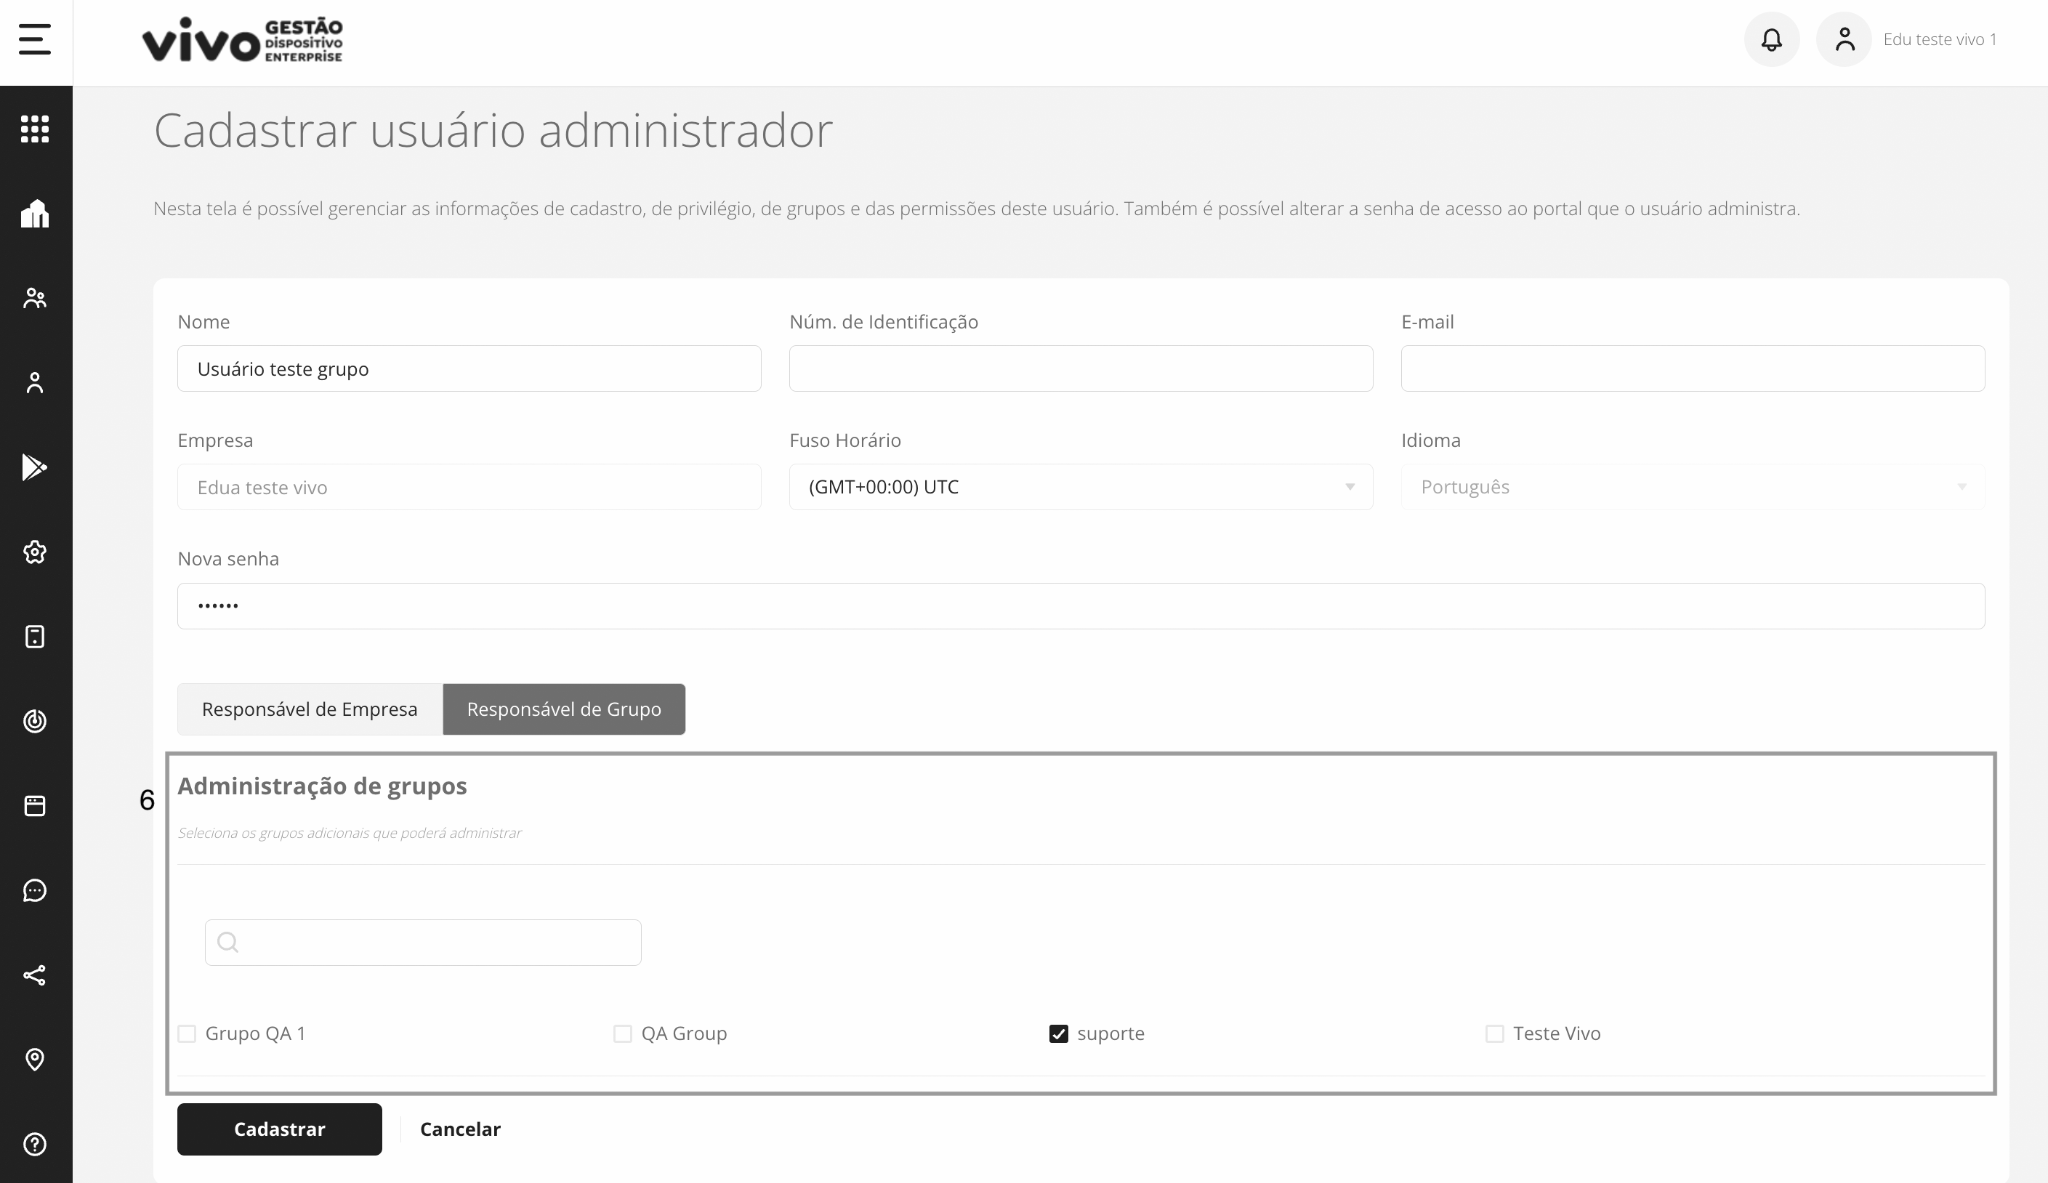 vivo GESTÃO DISPOSITIVO ENTERPRISE
Edu teste vivo 1
Cadastrar usuário administrador
Nesta tela é possível gerenciar as informações de cadastro, de privilégio, de grupos e das permissões deste usuário. Também é possível alterar a senha de acesso ao portal que o usuário administra.
Nome
Núm. de Identificação
E-mail
Usuário teste grupo
Empresa
Fuso Horário
Idioma
Edua teste vivo
(GMT+00:00) UTC
Português
Nova senha
••••••
Responsável de Empresa
Responsável de Grupo
6
Administração de grupos
Seleciona os grupos adicionais que poderá administrar
Grupo QA 1
QA Group
suporte
Teste Vivo
Cadastrar
Cancelar